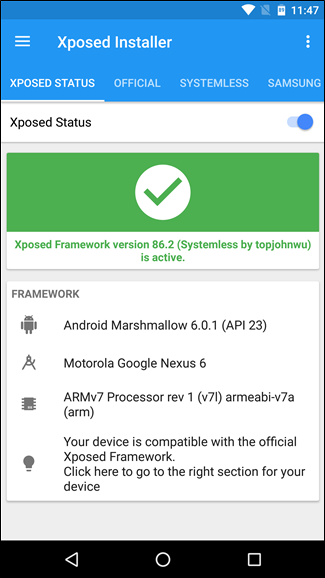 11:47
Xposed Installer
XPOSED STATUS OFFICIAL SYSTEMLESS SAMSUNG
Xposed Status
Xposed Framework version 86.2 (Systemless by topjohnwu)
is active.
FRAMEWORK
Android Marshmallow 6.0.1 (API 23)
Motorola Google Nexus 6
ARMv7 Processor rev 1 (v7l) armeabi-v7a
(arm)
Your device is compatible with the official
Xposed Framework.
Click here to go to the right section for your
device